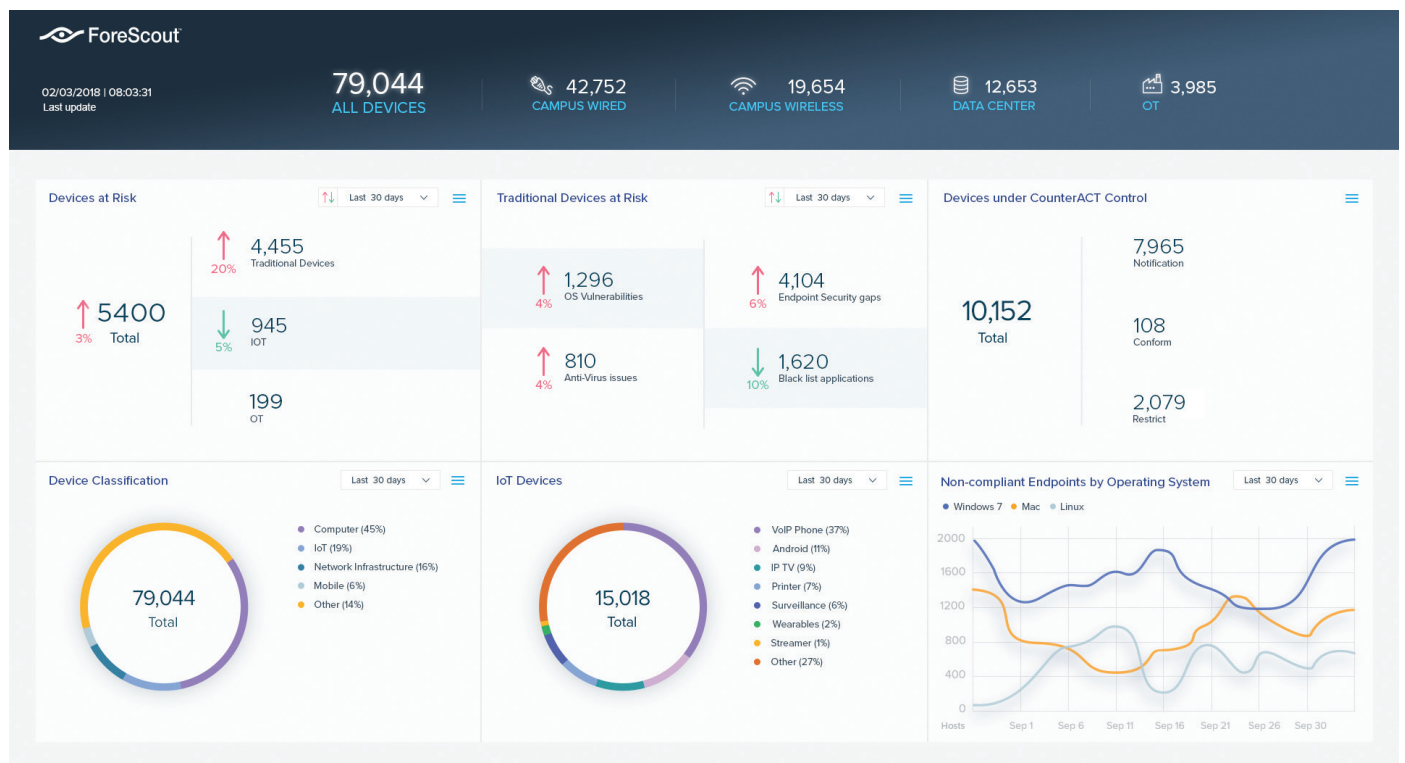 ForeScout
02/03/2018 | 08:03:31
Last update
79,044
ALL DEVICES
42,752
CAMPUS WIRED
19,654
CAMPUS WIRELESS
12,653
DATA CENTER
3,985
OT
Devices at Risk
Last 30 days
3%
5400
Total
20%
4,455
Traditional Devices
5%
945
IOT
199
OT
Traditional Devices at Risk
Last 30 days
4%
1,296
OS Vulnerabilities
6%
4,104
Endpoint Security gaps
4%
810
Anti-Virus issues
10%
1,620
Black list applications
Devices under CounterACT Control
10,152
Total
7,965
Notification
108
Conform
2,079
Restrict
Device Classification
Last 30 days
79,044
Total
Computer (45%)
IoT (19%)
Network Infrastructure (16%)
Mobile (6%)
Other (14%)
IoT Devices
Last 30 days
15,018
Total
VoIP Phone (37%)
Android (11%)
IP TV (9%)
Printer (7%)
Surveillance (6%)
Wearables (2%)
Streamer (1%)
Other (27%)
Non-compliant Endpoints by Operating System
Last 30 days
Windows 7 Mac Linux
2000
1600
1200
800
400
0
Hosts Sep 1 Sep 6 Sep 11 Sep 16 Sep 21 Sep 26 Sep 30